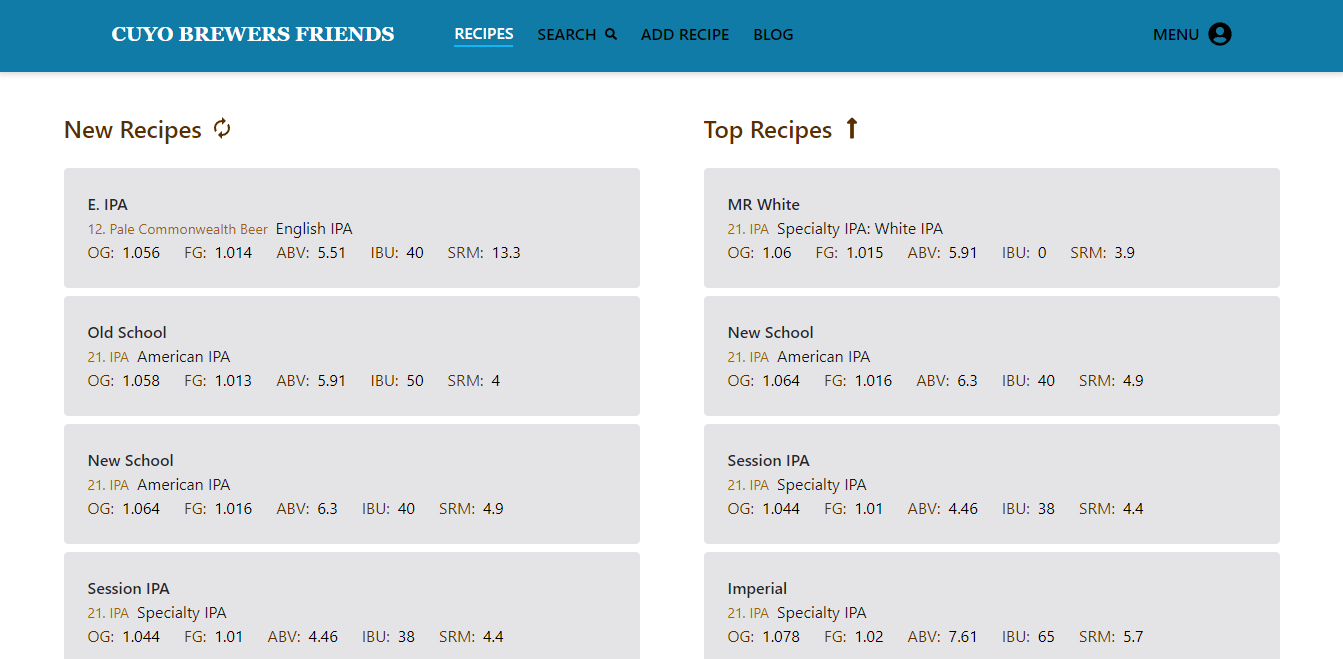 CUYO BREWERS FRIENDS RECIPES SEARCH ADD RECIPE BLOG MENU
New Recipes
E. IPA
12. Pale Commonwealth Beer English IPA
OG: 1.056 FG: 1.014 ABV: 5.51 IBU: 40 SRM: 13.3
Old School
21. IPA American IPA
OG: 1.058 FG: 1.013 ABV: 5.91 IBU: 50 SRM: 4
New School
21. IPA American IPA
OG: 1.064 FG: 1.016 ABV: 6.3 IBU: 40 SRM: 4.9
Session IPA
21. IPA Specialty IPA
OG: 1.044 FG: 1.01 ABV: 4.46 IBU: 38 SRM: 4.4
Top Recipes
MR White
21. IPA Specialty IPA: White IPA
OG: 1.06 FG: 1.015 ABV: 5.91 IBU: 0 SRM: 3.9
New School
21. IPA American IPA
OG: 1.064 FG: 1.016 ABV: 6.3 IBU: 40 SRM: 4.9
Session IPA
21. IPA Specialty IPA
OG: 1.044 FG: 1.01 ABV: 4.46 IBU: 38 SRM: 4.4
Imperial
21. IPA Specialty IPA
OG: 1.078 FG: 1.02 ABV: 7.61 IBU: 65 SRM: 5.7